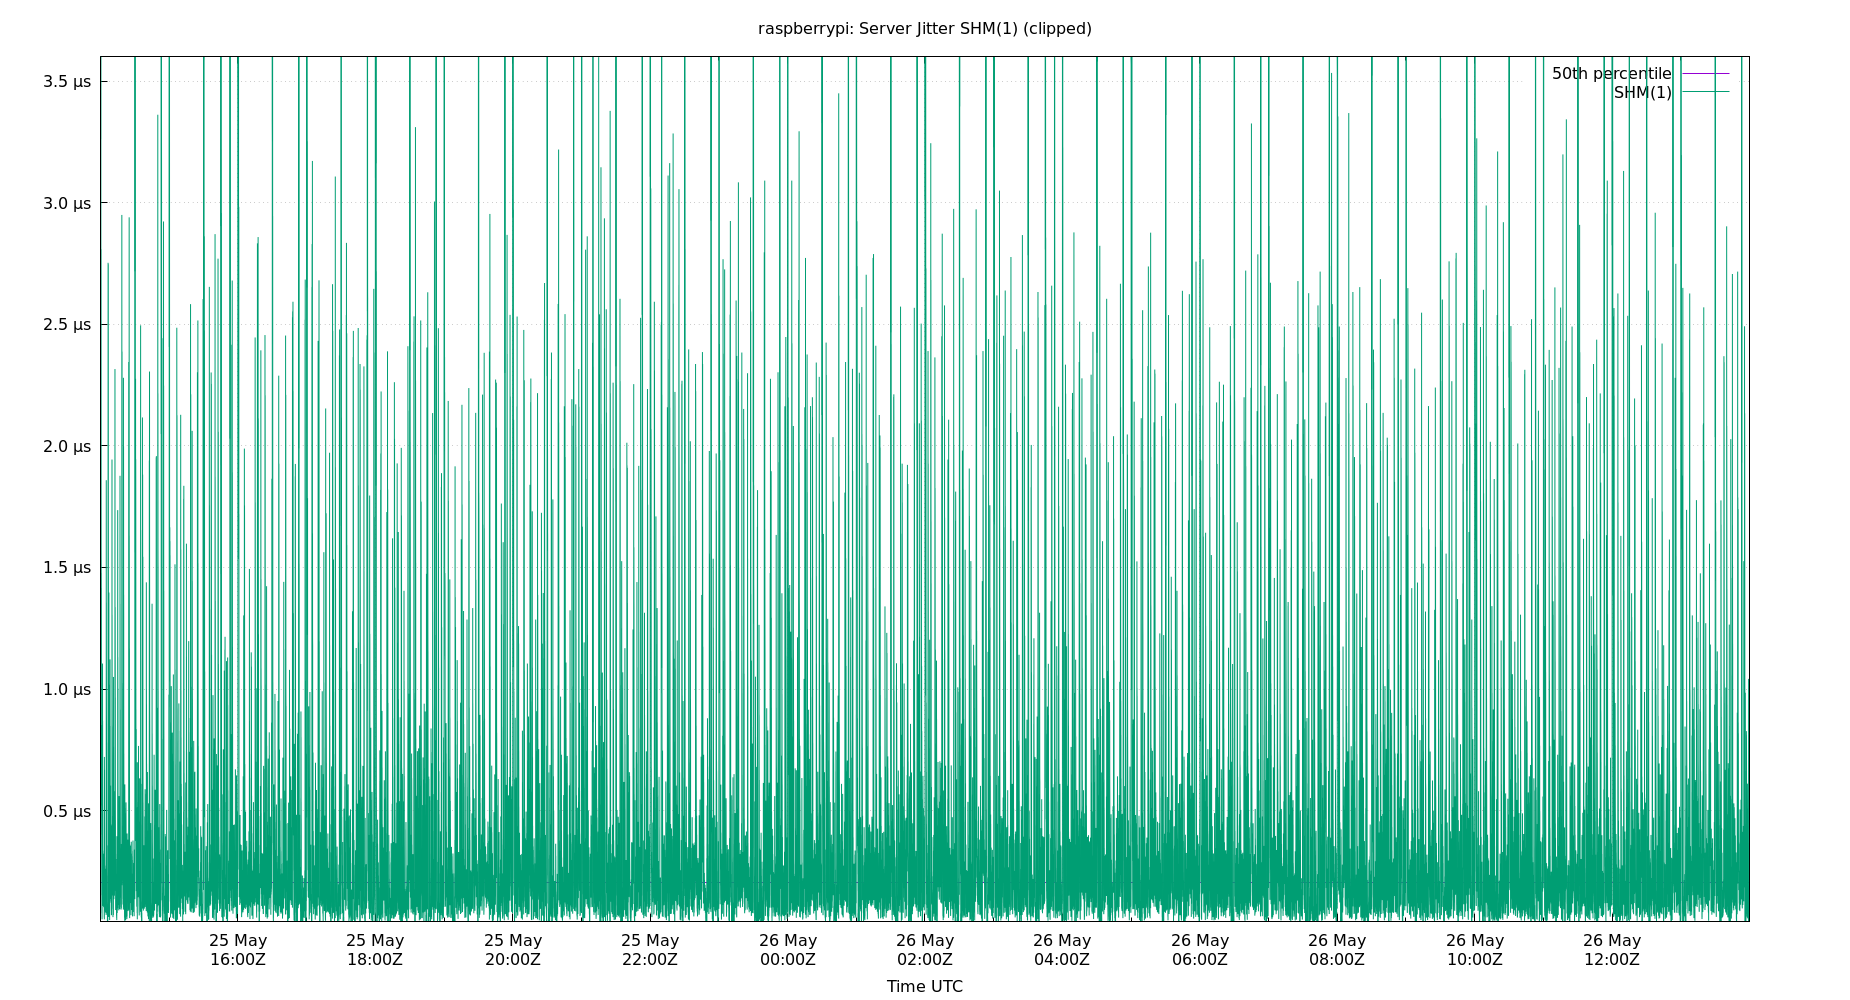 raspberrypi: Server Jitter SHM(1) (clipped)
50th percentile
SHM(1)
3.5 µs
3.0 µs
2.5 µs
2.0 µs
1.5 µs
1.0 µs
0.5 µs
25 May 25 May 25 May 25 May 26 May 26 May 26 May 26 May 26 May 26 May 26 May
16:00Z 18:00Z 20:00Z 22:00Z 00:00Z 02:00Z 04:00Z 06:00Z 08:00Z 10:00Z 12:00Z
Time UTC